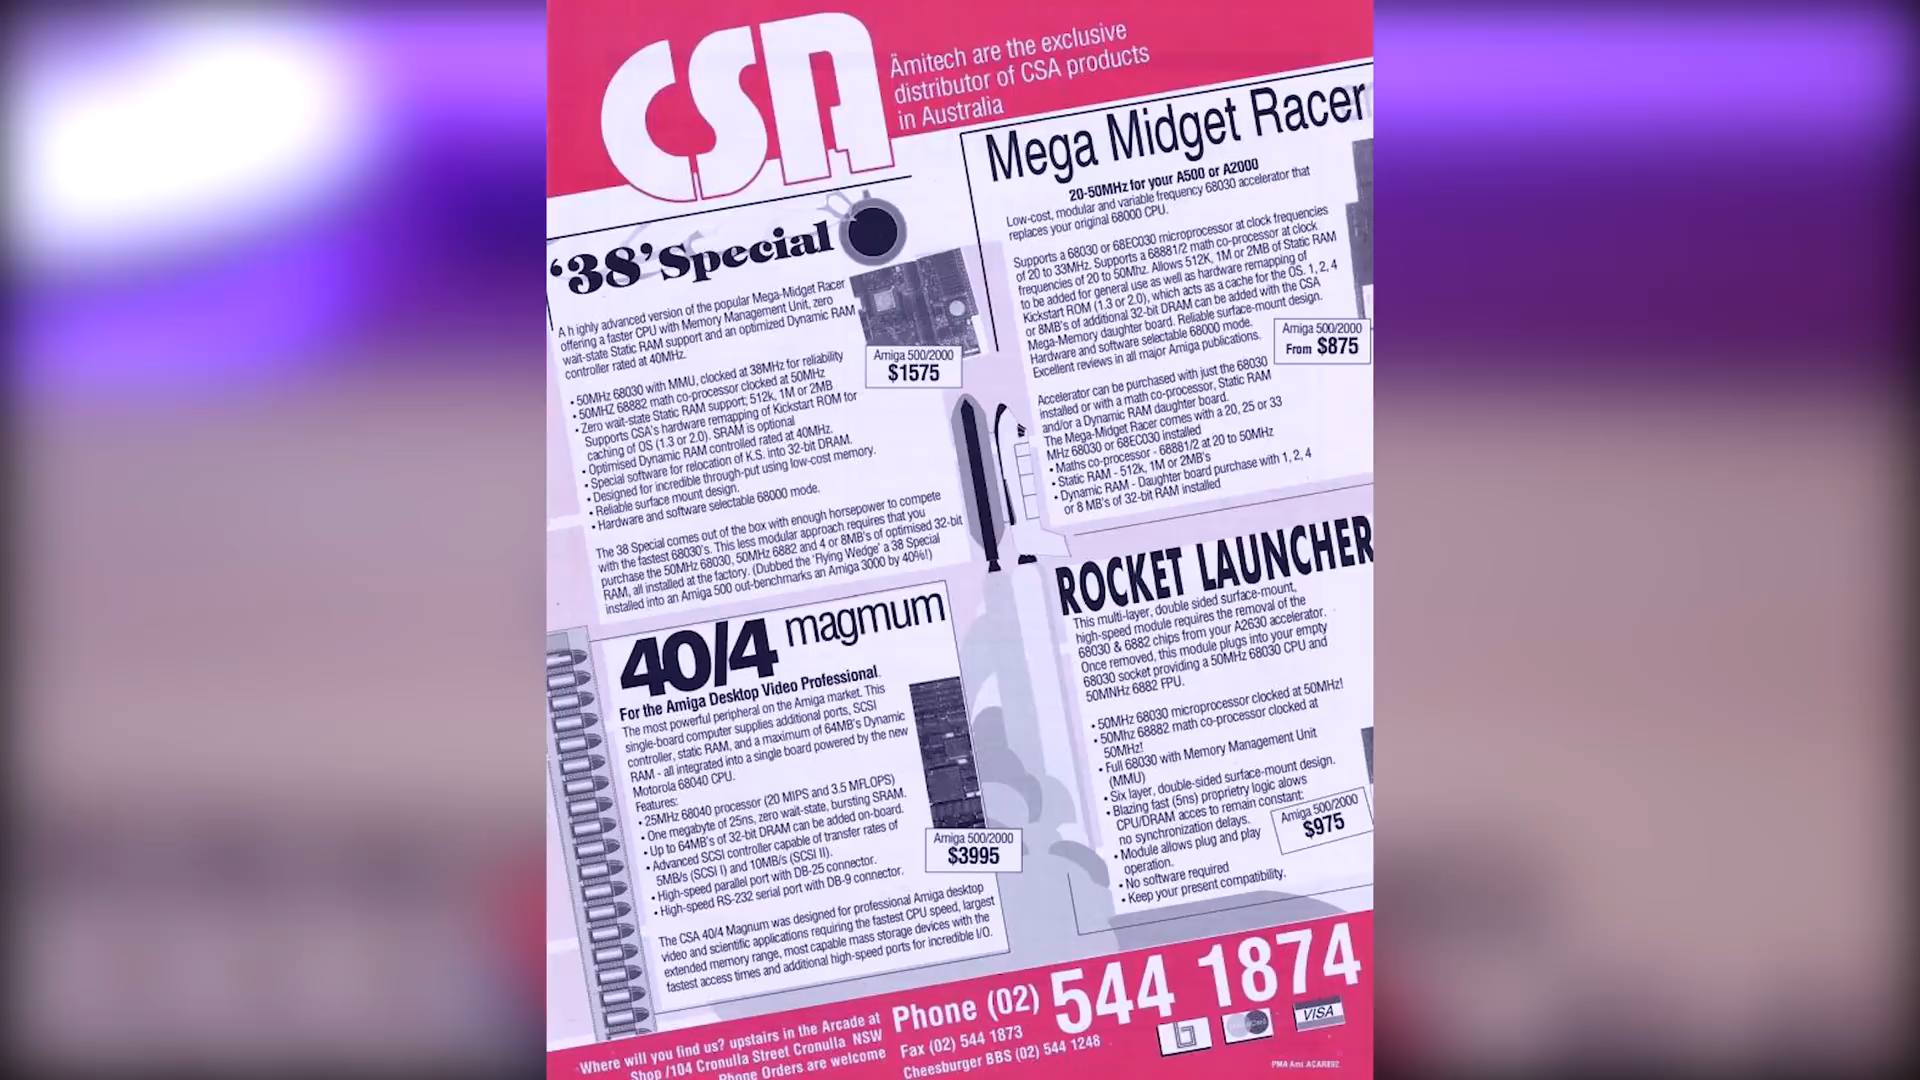 CSA
Ämitech are the exclusive
distributor of CSA products
in Australia
'38' Special
A highly advanced version of the popular Mega-Midget Racer
offering a faster CPU with Memory Management Unit, zero
wait-state Static RAM support and an optimized Dynamic RAM
controller rated at 40MHz.
• 50MHz 68030 with MMU, clocked at 38MHz for reliability
• 50MHZ 68882 math co-processor clocked at 50MHz
• Zero wait-state Static RAM support; 512k, 1M or 2MB
Supports CSA's hardware remapping of Kickstart ROM for
caching of OS (1.3 or 2.0). SRAM is optional
• Optimised Dynamic RAM controlled rated at 40MHz.
• Special software for relocation of K.S. into 32-bit DRAM.
• Designed for incredible through-put using low-cost memory.
• Reliable surface mount design.
• Hardware and software selectable 68000 mode.
The 38 Special comes out of the box with enough horsepower to compete
with the fastest 68030's. This less modular approach requires that you
purchase the 50MHz 68030, 50MHz 6882 and 4 or 8MB's of optimised 32-bit
RAM, all installed at the factory. (Dubbed the 'Flying Wedge' a 38 Special
installed into an Amiga 500 out-benchmarks an Amiga 3000 by 40%!)
Amiga 500/2000
$1575
Mega Midget Racer
20-50MHz for your A500 or A2000
Low-cost, modular and variable frequency 68030 accelerator that
replaces your original 68000 CPU.
Supports a 68030 or 68EC030 microprocessor at clock frequencies
of 20 to 33MHz. Supports a 68881/2 math co-processor at clock
frequencies of 20 to 50Mhz. Allows 512K, 1M or 2MB of Static RAM
to be added for general use as well as hardware remapping of
Kickstart ROM (1.3 or 2.0), which acts as a cache for the OS. 1, 2, 4
or 8MB's of additional 32-bit DRAM can be added with the CSA
Mega-Memory daughter board. Reliable surface-mount design.
Hardware and software selectable 68000 mode.
Excellent reviews in all major Amiga publications.
Amiga 500/2000
From $875
Accelerator can be purchased with just the 68030
installed or with a math co-processor, Static RAM
and/or a Dynamic RAM daughter board.
The Mega-Midget Racer comes with a 20, 25 or 33
MHz 68030 or 68EC030 installed
• Maths co-processor - 68881/2 at 20 to 50MHz
• Static RAM - 512k, 1M or 2MB's
• Dynamic RAM - Daughter board purchase with 1, 2, 4
or 8 MB's of 32-bit RAM installed
40/4 magmum
For the Amiga Desktop Video Professional
The most powerful peripheral on the Amiga market. This
single-board computer supplies additional ports, SCSI
controller, static RAM, and a maximum of 64MB's Dynamic
RAM - all integrated into a single board powered by the new
Motorola 68040 CPU.
Features:
• 25MHz 68040 processor (20 MIPS and 3.5 MFLOPS)
• One megabyte of 25ns, zero wait-state, bursting SRAM.
• Up to 64MB's of 32-bit DRAM can be added on-board.
• Advanced SCSI controller capable of transfer rates of
5MB/s (SCSI I) and 10MB/s (SCSI II).
• High-speed parallel port with DB-25 connector.
• High-speed RS-232 serial port with DB-9 connector.
The CSA 40/4 Magnum was designed for professional Amiga desktop
video and scientific applications requiring the fastest CPU speed, largest
extended memory range, most capable mass storage devices with the
fastest access times and additional high-speed ports for incredible I/O.
Amiga 500/2000
$3995
ROCKET LAUNCHER
This multi-layer, double sided surface-mount,
high-speed module requires the removal of the
68030 & 6882 chips from your A2630 accelerator.
Once removed, this module plugs into your empty
68030 socket providing a 50MHz 68030 CPU and
50MNHz 6882 FPU.
• 50MHz 68030 microprocessor clocked at 50MHz!
• 50Mhz 68882 math co-processor clocked at
50MHz!
• Full 68030 with Memory Management Unit
(MMU)
• Six layer, double-sided surface-mount design.
• Blazing fast (5ns) proprietry logic alows
CPU/DRAM acces to remain constant:
no synchronization delays.
• Module allows plug and play
operation.
• No software required
• Keep your present compatibility.
Amiga 500/2000
$975
Where will you find us? upstairs in the Arcade at
Shop /104 Cronulla Street Cronulla NSW
Phone Orders are welcome
Phone (02) 544 1874
Fax (02) 544 1873
Cheesburger BBS (02) 544 1248
VISA